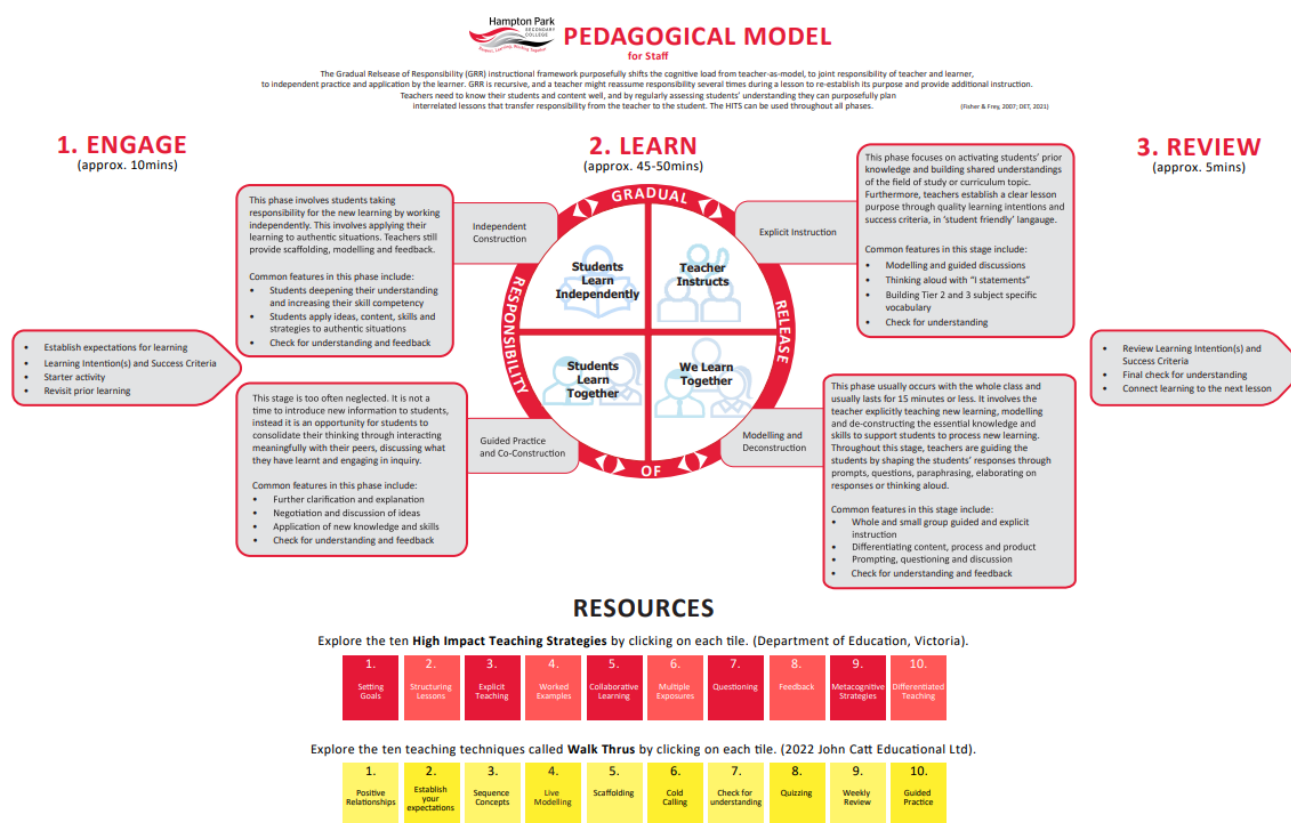 Hampton Park
SECONDARY
COLLEGE
Respect, Learning, Working Together
PEDAGOGICAL MODEL
for Staff
The Gradual Relsease of Responsibility (GRR) instructional framework purposefully shifts the cognitive load from teacher-as-model, to joint responsibility of teacher and learner,
to independent practice and application by the learner. GRR is recursive, and a teacher might reassume responsibility several times during a lesson to re-establish its purpose and provide additional instruction.
Teachers need to know their students and content well, and by regularly assessing students' understanding they can purposefully plan
interrelated lessons that transfer responsibility from the teacher to the student. The HITS can be used throughout all phases.
(Fisher & Frey, 2007; DET, 2021)
1. ENGAGE
(approx. 10mins)
• Establish expectations for learning
• Learning Intention(s) and Success Criteria
• Starter activity
• Revisit prior learning
2. LEARN
(approx. 45-50mins)
GRADUAL
RELEASE
OF
RESPONSIBILITY
Students
Learn
Independently
Teacher
Instructs
Students
Learn
Together
We Learn
Together
This phase involves students taking
responsibility for the new learning by working
independently. This involves applying their
learning to authentic situations. Teachers still
provide scaffolding, modelling and feedback.
Common features in this phase include:
• Students deepening their understanding
and increasing their skill competency
• Students apply ideas, content, skills and
strategies to authentic situations
• Check for understanding and feedback
Independent
Construction
Explicit Instruction
This phase focuses on activating students' prior
knowledge and building shared understandings
of the field of study or curriculum topic.
Furthermore, teachers establish a clear lesson
purpose through quality learning intentions and
success criteria, in 'student friendly' langauge.
Common features in this stage include:
• Modelling and guided discussions
• Thinking aloud with "I statements"
• Building Tier 2 and 3 subject specific
vocabulary
• Check for understanding
This stage is too often neglected. It is not a
time to introduce new information to students,
instead it is an opportunity for students to
consolidate their thinking through interacting
meaningfully with their peers, discussing what
they have learnt and engaging in inquiry.
Common features in this phase include:
• Further clarification and explanation
• Negotiation and discussion of ideas
• Application of new knowledge and skills
• Check for understanding and feedback
Guided Practice
and Co-Construction
Modelling and
Deconstruction
This phase usually occurs with the whole class and
usually lasts for 15 minutes or less. It involves the
teacher explicitly teaching new learning, modelling
and de-constructing the essential knowledge and
skills to support students to process new learning.
Throughout this stage, teachers are guiding the
students by shaping the students' responses through
prompts, questions, paraphrasing, elaborating on
responses or thinking aloud.
Common features in this stage include:
• Whole and small group guided and explicit
instruction
• Differentiating content, process and product
• Prompting, questioning and discussion
• Check for understanding and feedback
3. REVIEW
(approx. 5mins)
• Review Learning Intention(s) and
Success Criteria
• Final check for understanding
• Connect learning to the next lesson
RESOURCES
Explore the ten High Impact Teaching Strategies by clicking on each tile. (Department of Education, Victoria).
1.
Setting
Goals
2.
Structuring
Lessons
3.
Explicit
Teaching
4.
Worked
Examples
5.
Collaborative
Learning
6.
Multiple
Exposures
7.
Questioning
8.
Feedback
9.
Metacognitive
Strategies
10.
Differentiated
Teaching
Explore the ten teaching techniques called Walk Thrus by clicking on each tile. (2022 John Catt Educational Ltd).
1.
Positive
Relationships
2.
Establish
your
expectations
3.
Sequence
Concepts
4.
Live
Modelling
5.
Scaffolding
6.
Cold
Calling
7.
Check for
understanding
8.
Quizzing
9.
Weekly
Review
10.
Guided
Practice